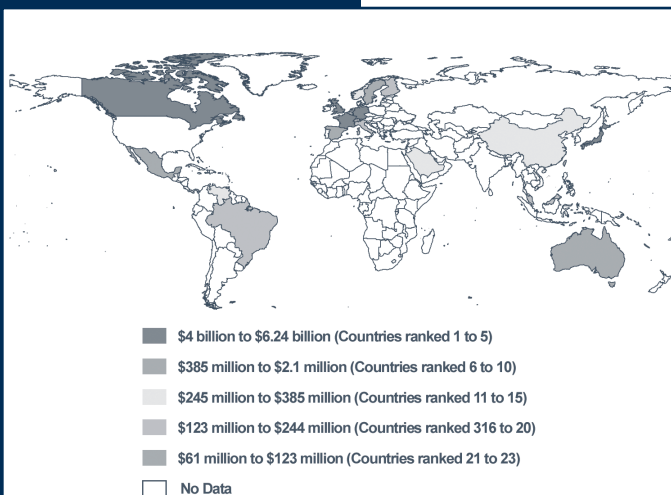 $4 billion to $6.24 billion (Countries ranked 1 to 5)
$385 million to $2.1 million (Countries ranked 6 to 10)
$245 million to $385 million (Countries ranked 11 to 15)
$123 million to $244 million (Countries ranked 316 to 20)
$61 million to $123 million (Countries ranked 21 to 23)
No Data